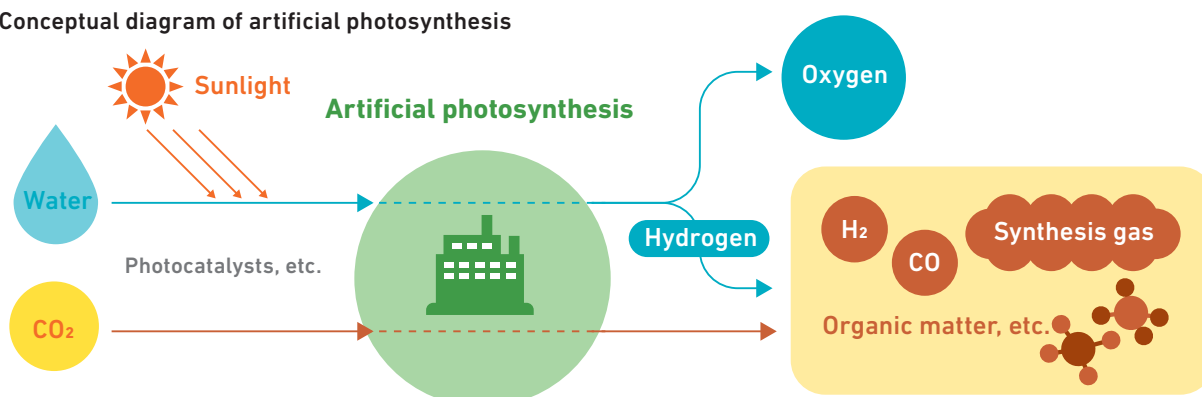 Conceptual diagram of artificial photosynthesis
Sunlight
Oxygen
Artificial photosynthesis
Water
Hydrogen
H₂
CO
Synthesis gas
Photocatalysts, etc.
CO₂
Organic matter, etc.